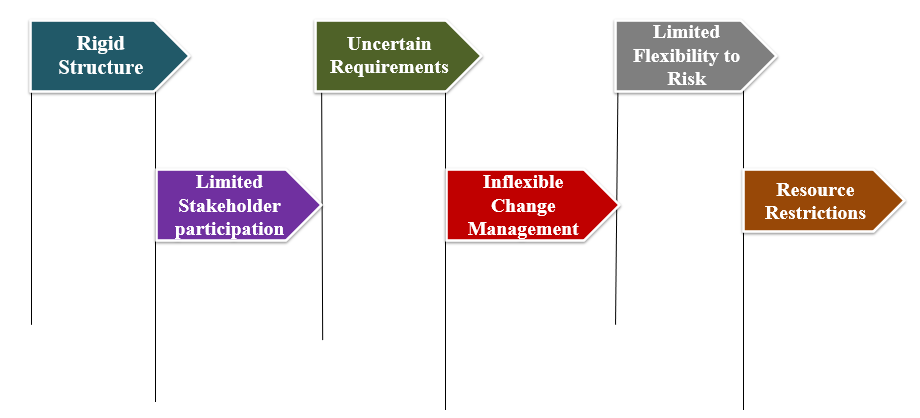 Rigid
Structure
Uncertain
Requirements
Limited
Flexibility to
Risk
Limited
Stakeholder
participation
Inflexible
Change
Management
Resource
Restrictions